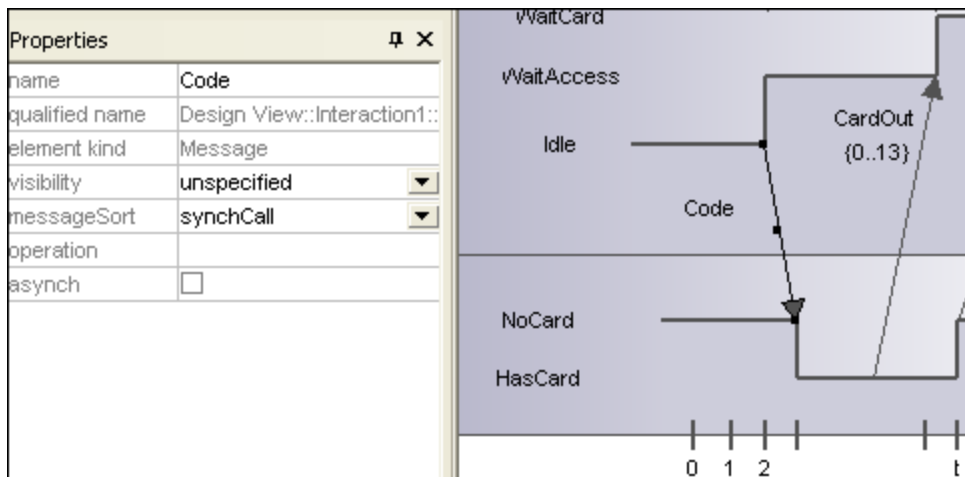 Properties
name Code
qualified name Design View::Interaction1::
element kind Message
visibility unspecified
messageSort synchCall
operation
asynch
WaitCard
WaitAccess
CardOut
Idle {0..13}
Code
NoCard
HasCard
0 1 2 t